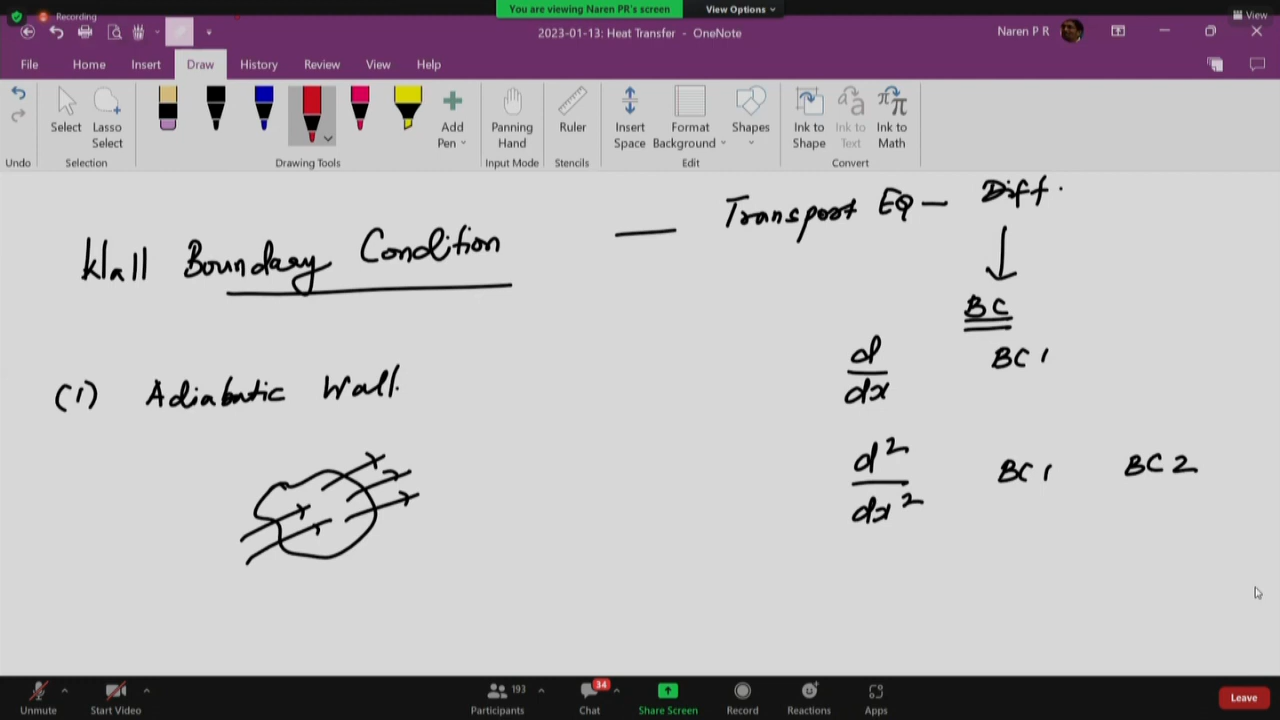 Recording
You are viewing Naren PR's screen
View Options
View
2023-01-13: Heat Transfer - OneNote
Naren P R
File Home Insert Draw History Review View Help
Undo
Select
Lasso Select
Selection
Drawing Tools
Add Pen
Panning Hand
Input Mode
Ruler
Stencils
Insert Space
Format Background
Shapes
Edit
Ink to Shape
Ink to Text
Ink to Math
Convert
Wall Boundary Condition — Transport EQ — Diff.
BC
d/dx BC 1
(1) Adiabatic Wall.
d²/dx² BC 1 BC 2
Unmute
Start Video
193
Participants
34
Chat
Share Screen
Record
Reactions
Apps
Leave